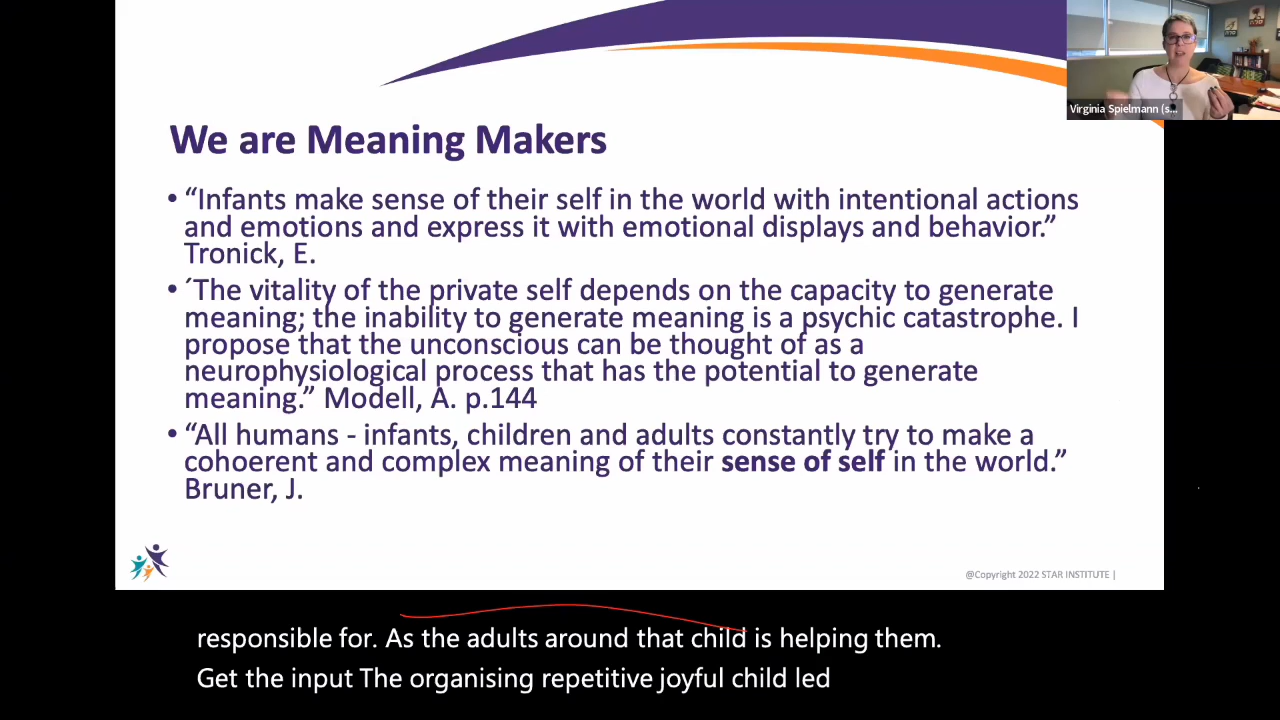 Virginia Spielmann (s...
We are Meaning Makers
• “Infants make sense of their self in the world with intentional actions
and emotions and express it with emotional displays and behavior.”
Tronick, E.
• ´The vitality of the private self depends on the capacity to generate
meaning; the inability to generate meaning is a psychic catastrophe. I
propose that the unconscious can be thought of as a
neurophysiological process that has the potential to generate
meaning.” Modell, A. p.144
• “All humans - infants, children and adults constantly try to make a
cohoerent and complex meaning of their sense of self in the world.”
Bruner, J.
@Copyright 2022 STAR INSTITUTE |
responsible for. As the adults around that child is helping them.
Get the input The organising repetitive joyful child led